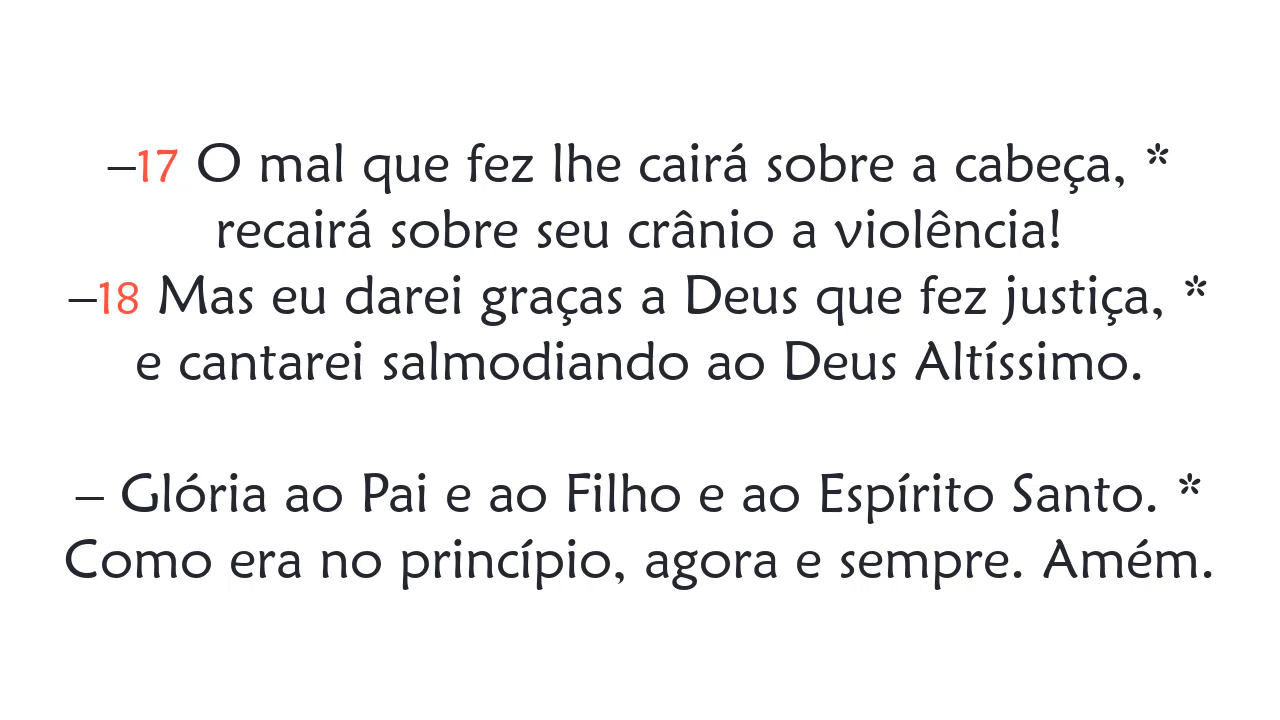 –17 O mal que fez lhe cairá sobre a cabeça, *
recairá sobre seu crânio a violência!
–18 Mas eu darei graças a Deus que fez justiça, *
e cantarei salmodiando ao Deus Altíssimo.
– Glória ao Pai e ao Filho e ao Espírito Santo. *
Como era no princípio, agora e sempre. Amém.